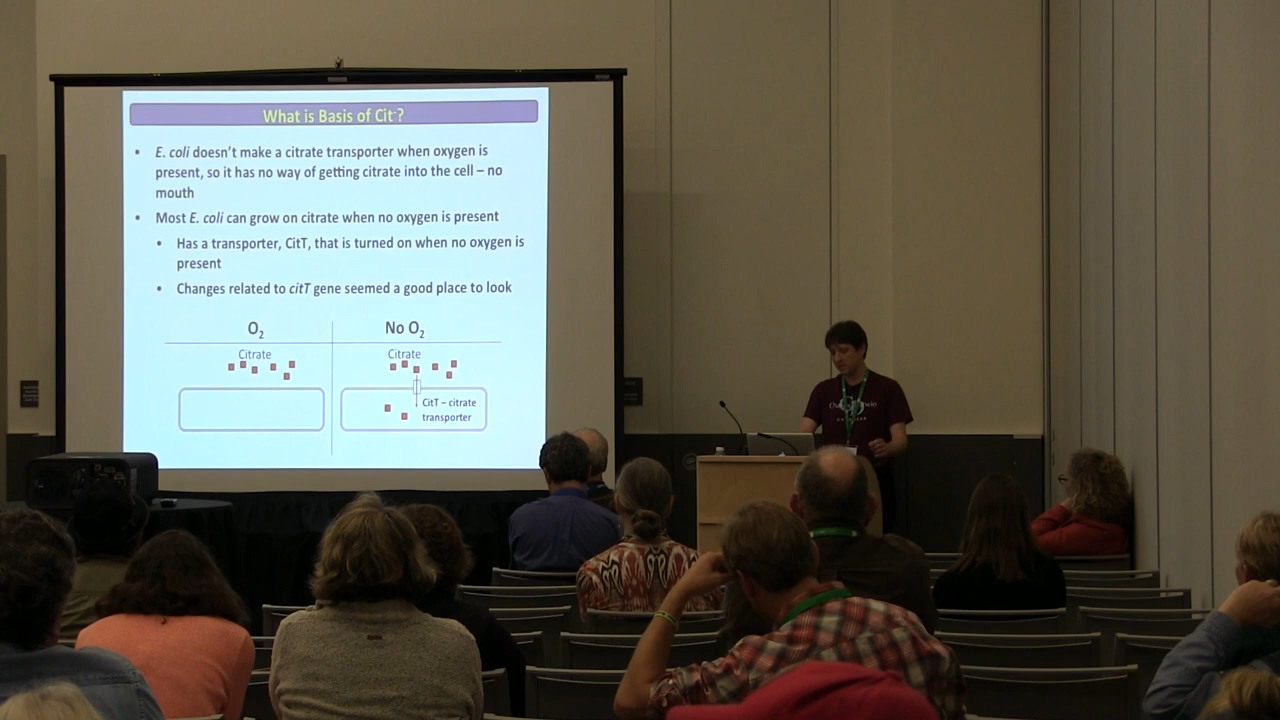 What is Basis of Cit-?
• E. coli doesn't make a citrate transporter when oxygen is
present, so it has no way of getting citrate into the cell – no
mouth
• Most E. coli can grow on citrate when no oxygen is present
• Has a transporter, CitT, that is turned on when no oxygen is
present
• Changes related to citT gene seemed a good place to look
O2 No O2
Citrate Citrate
CitT – citrate
transporter